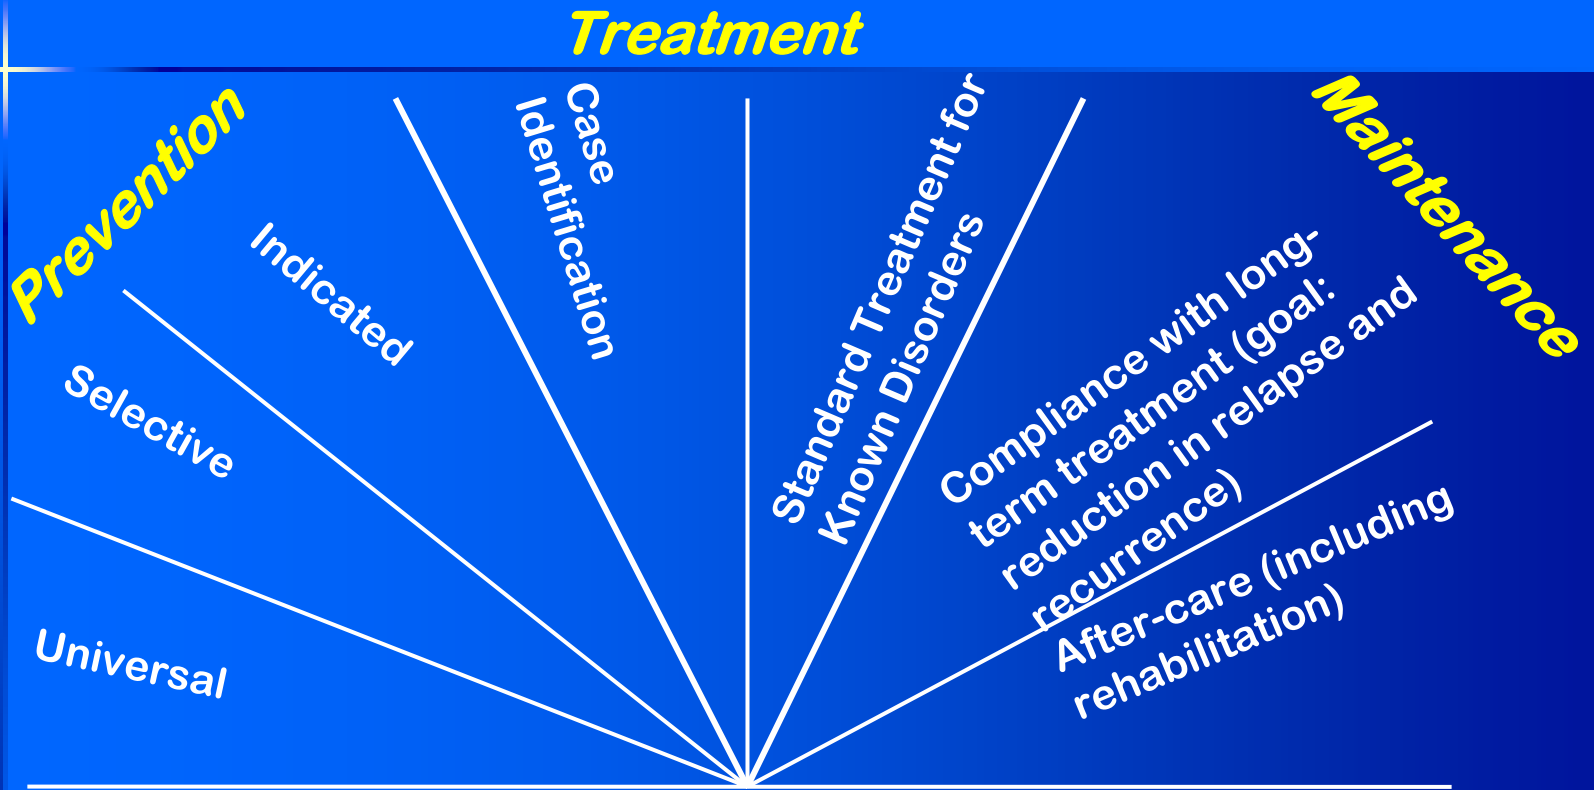 Treatment
Prevention
Universal
Selective
Indicated
Case
Identification
Standard Treatment for
Known Disorders
Maintenance
Compliance with long-
term treatment (goal:
reduction in relapse and
recurrence)
After-care (including
rehabilitation)